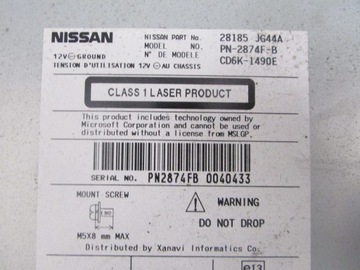 NISSAN
NISSAN PART NO. 28185 JG44A
MODEL NO. PN-2874F-B
12V⊖GROUND N° DE MODELE CD6K-1490E
TENSION D'UTILISATION 12V⊖AU CHASSIS
CLASS 1 LASER PRODUCT
This product includes technology owned by
Microsoft Corporation and cannot be used or
distributed without a license from MSLGP.
SERIAL NO. PN2874FB 0040433
MOUNT SCREW
WARNING
DO NOT DROP
M5X8 mm MAX
Distributed by Xanavi Informatics Co.
e13